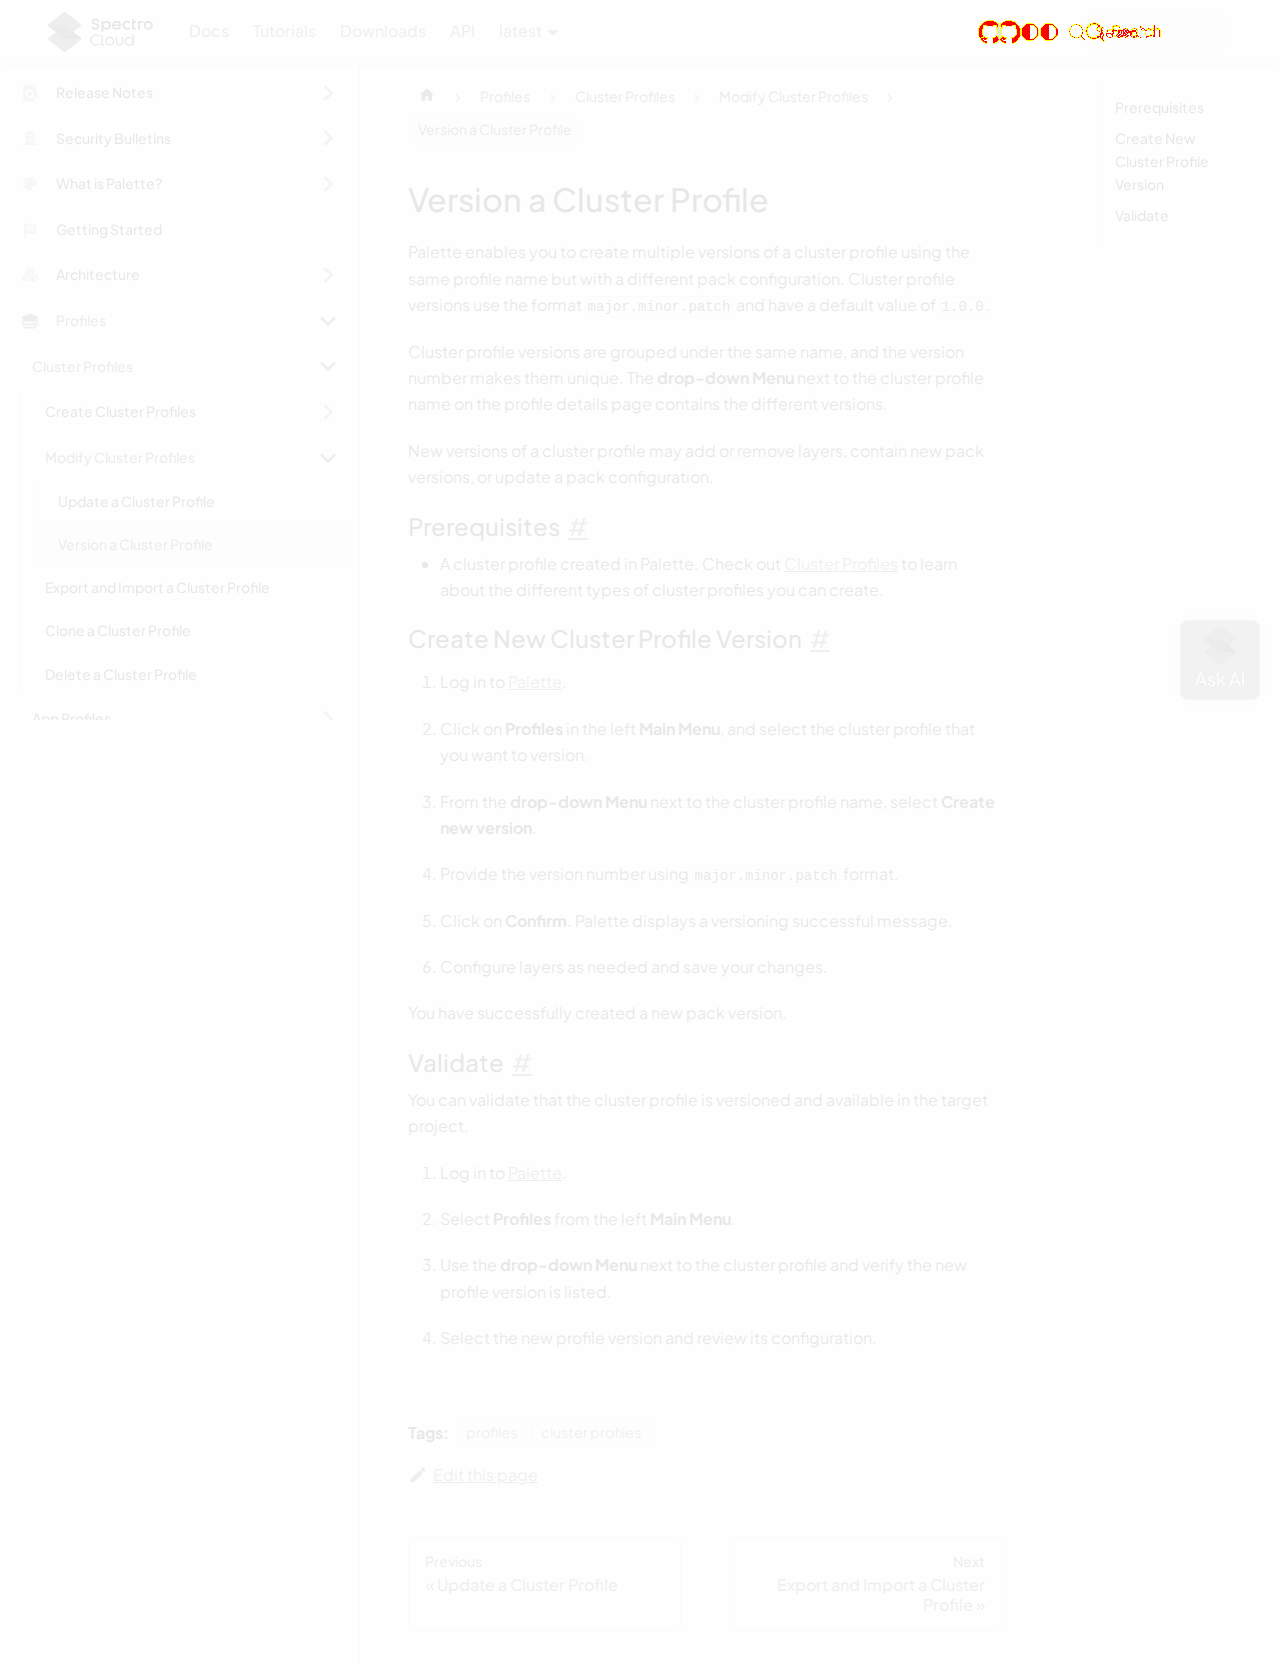 Spectro
Cloud
Docs
Tutorials
Downloads
API
latest
Search
Release Notes
Security Bulletins
What is Palette?
Getting Started
Architecture
Profiles
Cluster Profiles
Create Cluster Profiles
Modify Cluster Profiles
Update a Cluster Profile
Version a Cluster Profile
Export and Import a Cluster Profile
Clone a Cluster Profile
Delete a Cluster Profile
App Profiles
Profiles
Cluster Profiles
Modify Cluster Profiles
Version a Cluster Profile
Version a Cluster Profile
Palette enables you to create multiple versions of a cluster profile using the
same profile name but with a different pack configuration. Cluster profile
versions use the format major.minor.patch and have a default value of 1.0.0.
Cluster profile versions are grouped under the same name, and the version
number makes them unique. The drop-down Menu next to the cluster profile
name on the profile details page contains the different versions.
New versions of a cluster profile may add or remove layers, contain new pack
versions, or update a pack configuration.
Prerequisites #
• A cluster profile created in Palette. Check out Cluster Profiles to learn
about the different types of cluster profiles you can create.
Create New Cluster Profile Version #
1. Log in to Palette.
2. Click on Profiles in the left Main Menu, and select the cluster profile that
you want to version.
3. From the drop-down Menu next to the cluster profile name, select Create
new version.
4. Provide the version number using major.minor.patch format.
5. Click on Confirm. Palette displays a versioning successful message.
6. Configure layers as needed and save your changes.
You have successfully created a new pack version.
Validate #
You can validate that the cluster profile is versioned and available in the target
project.
1. Log in to Palette.
2. Select Profiles from the left Main Menu.
3. Use the drop-down Menu next to the cluster profile and verify the new
profile version is listed.
4. Select the new profile version and review its configuration.
Tags: profiles cluster profiles
Edit this page
Previous
« Update a Cluster Profile
Next
Export and Import a Cluster
Profile »
Prerequisites
Create New
Cluster Profile
Version
Validate
Ask AI